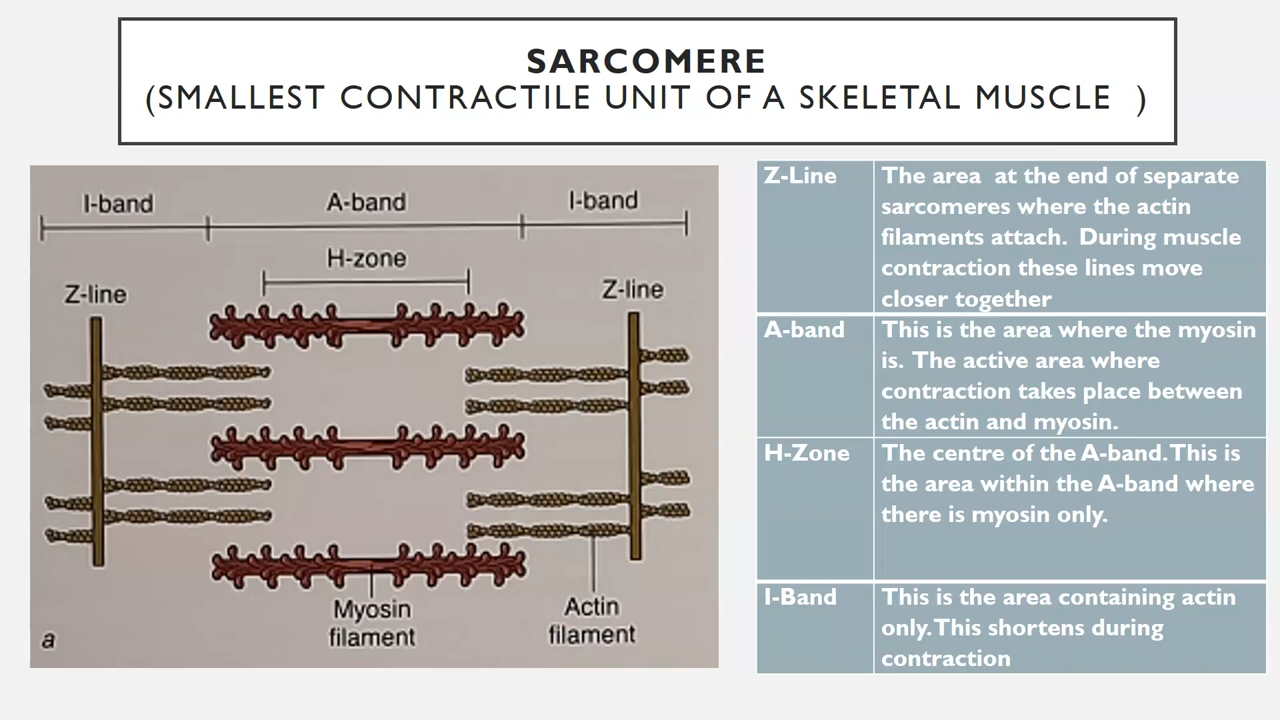 SARCOMERE
(SMALLEST CONTRACTILE UNIT OF A SKELETAL MUSCLE )
I-band
A-band
I-band
H-zone
Z-line
Z-line
Myosin
filament
Actin
filament
a
Z-Line
The area at the end of separate
sarcomeres where the actin
filaments attach. During muscle
contraction these lines move
closer together
A-band
This is the area where the myosin
is. The active area where
contraction takes place between
the actin and myosin.
H-Zone
The centre of the A-band. This is
the area within the A-band where
there is myosin only.
I-Band
This is the area containing actin
only. This shortens during
contraction